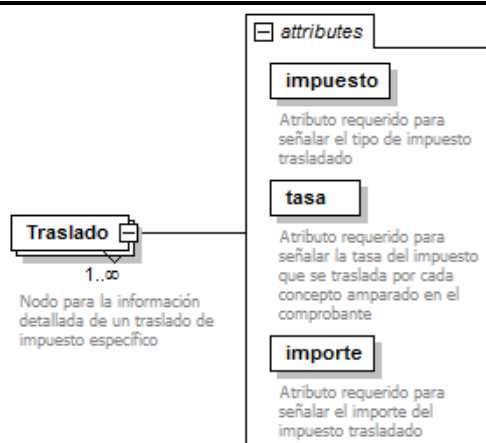 attributes
impuesto
Atributo requerido para
señalar el tipo de impuesto
trasladado
tasa
Atributo requerido para
señalar la tasa del impuesto
que se traslada por cada
concepto amparado en el
comprobante
Traslado
1..∞
Nodo para la información
detallada de un traslado de
impuesto específico
importe
Atributo requerido para
señalar el importe del
impuesto trasladado